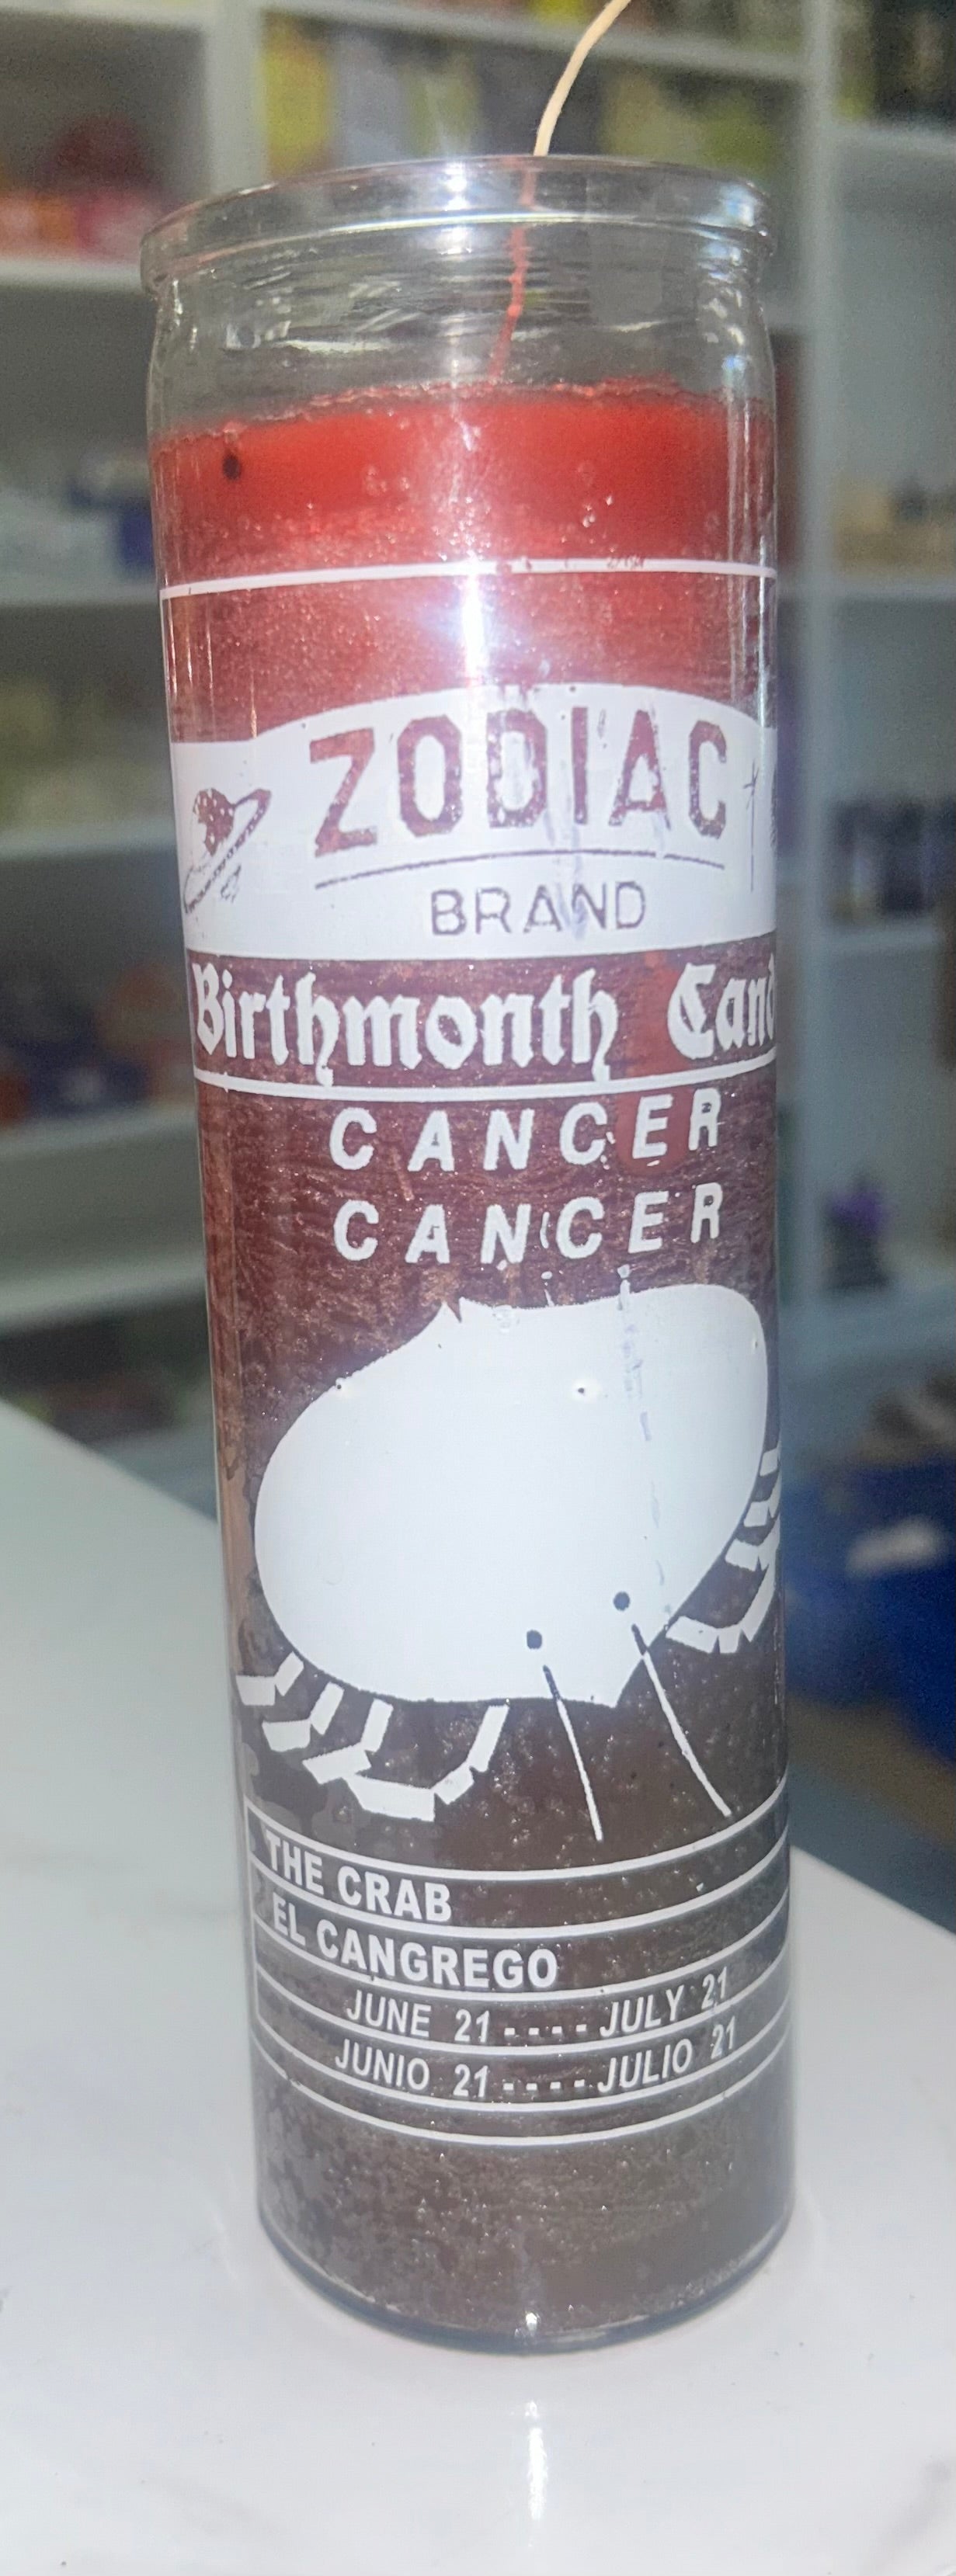 ZODIAC
BRAND
Birthmonth Cand
CANCER
CANCER
THE CRAB
EL CANGREGO
JUNE 21 - - - - JULY 21
JUNIO 21 - - - - JULIO 21